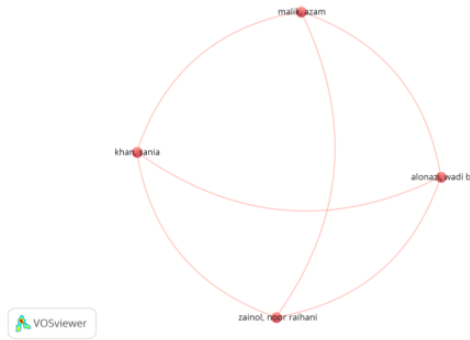 malik, azam
khan, sania
alonazi, wadi b
zainol, noor raihani
VOSviewer